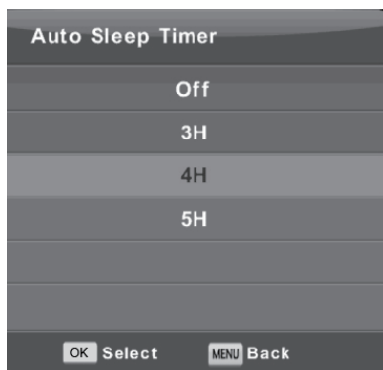 Auto Sleep Timer
Off
3H
4H
5H
OK Select MENU Back